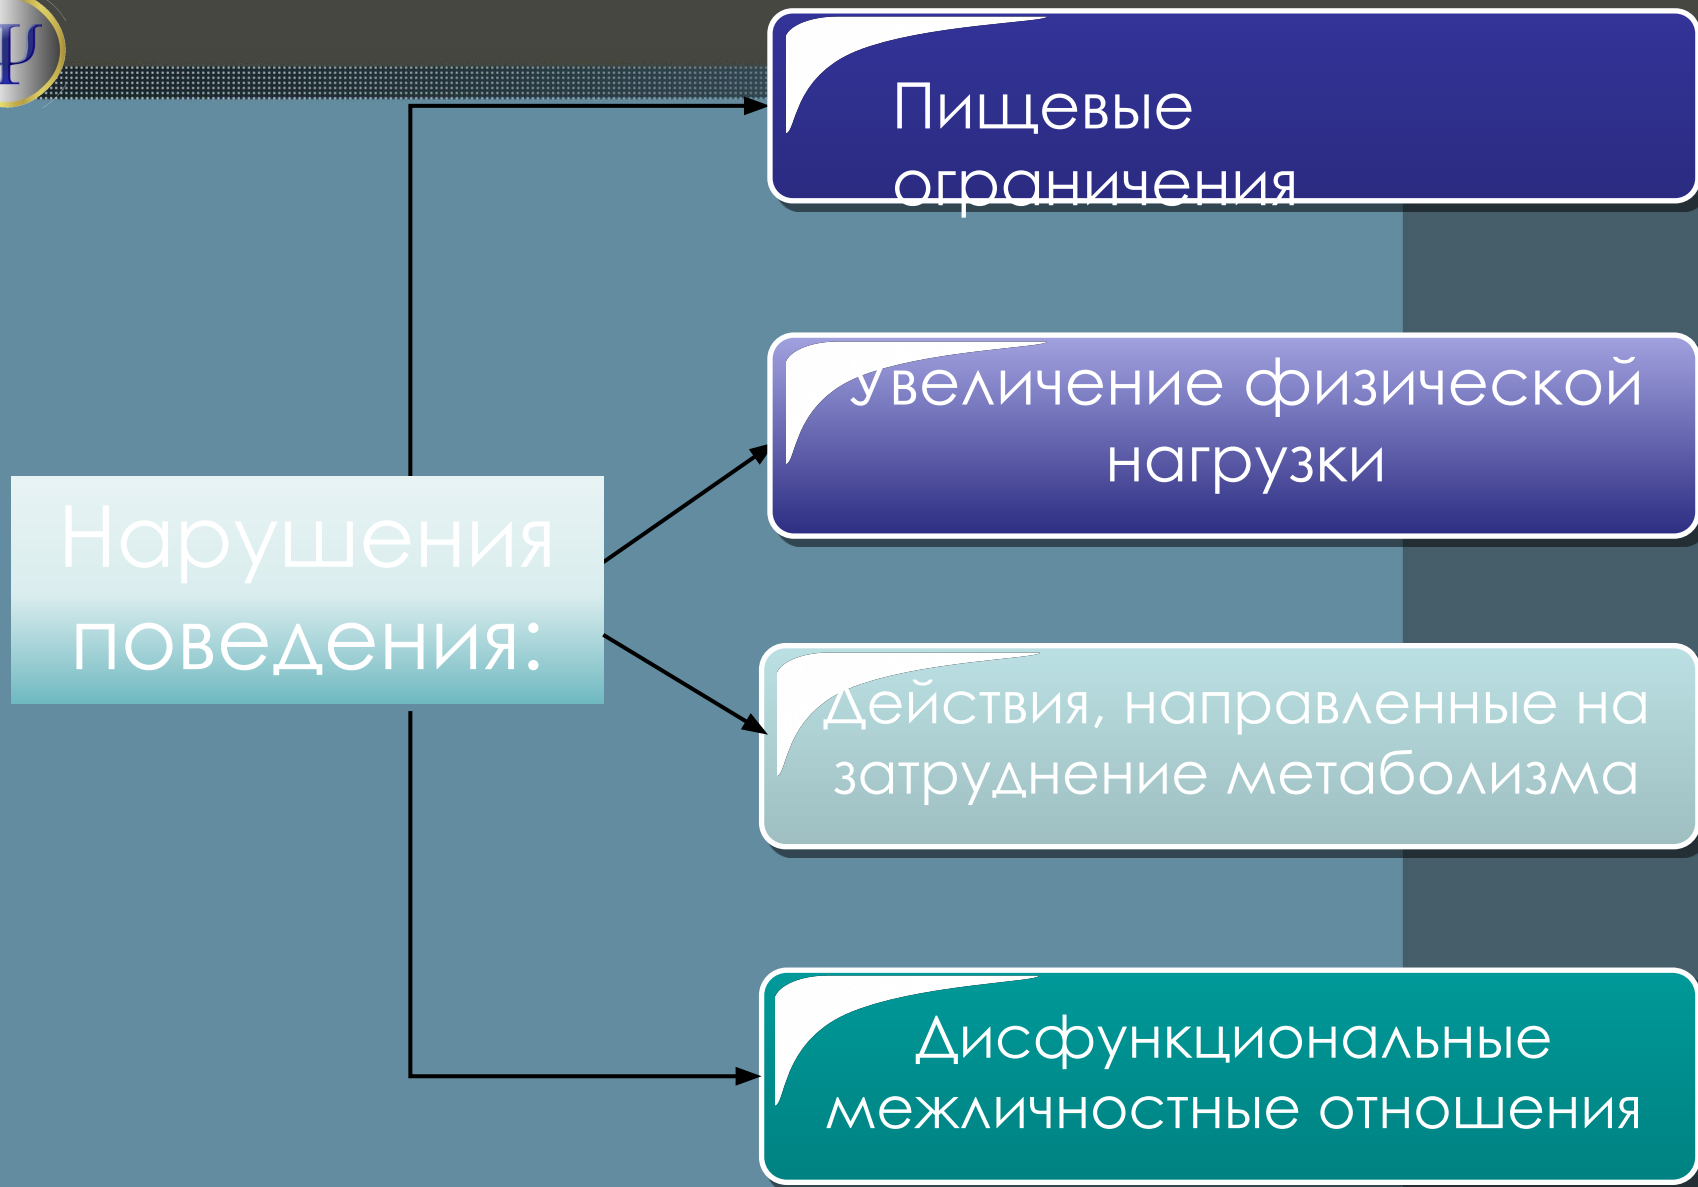 Ψ
Пищевые
ограничения
Увеличение физической
нагрузки
Нарушения
поведения:
Действия, направленные на
затруднение метаболизма
Дисфункциональные
межличностные отношения